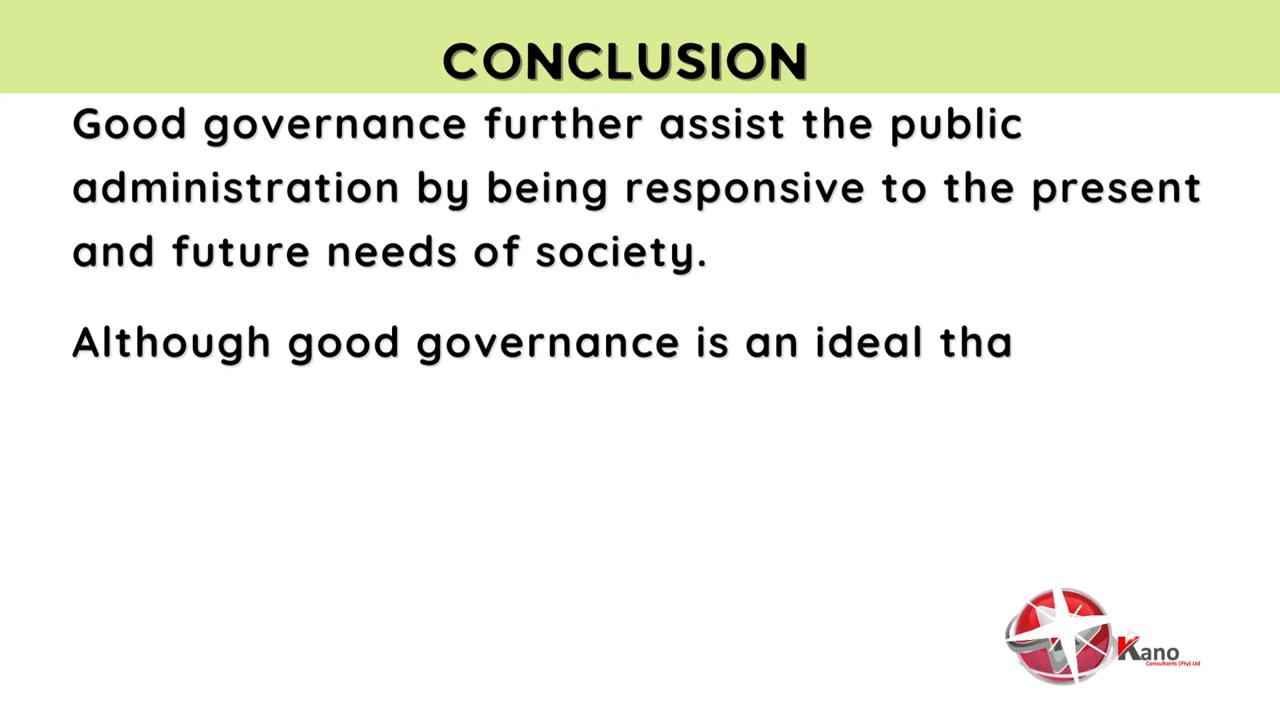 CONCLUSION
Good governance further assist the public
administration by being responsive to the present
and future needs of society.
Although good governance is an ideal tha
Kano
Consultants (Pty) Ltd